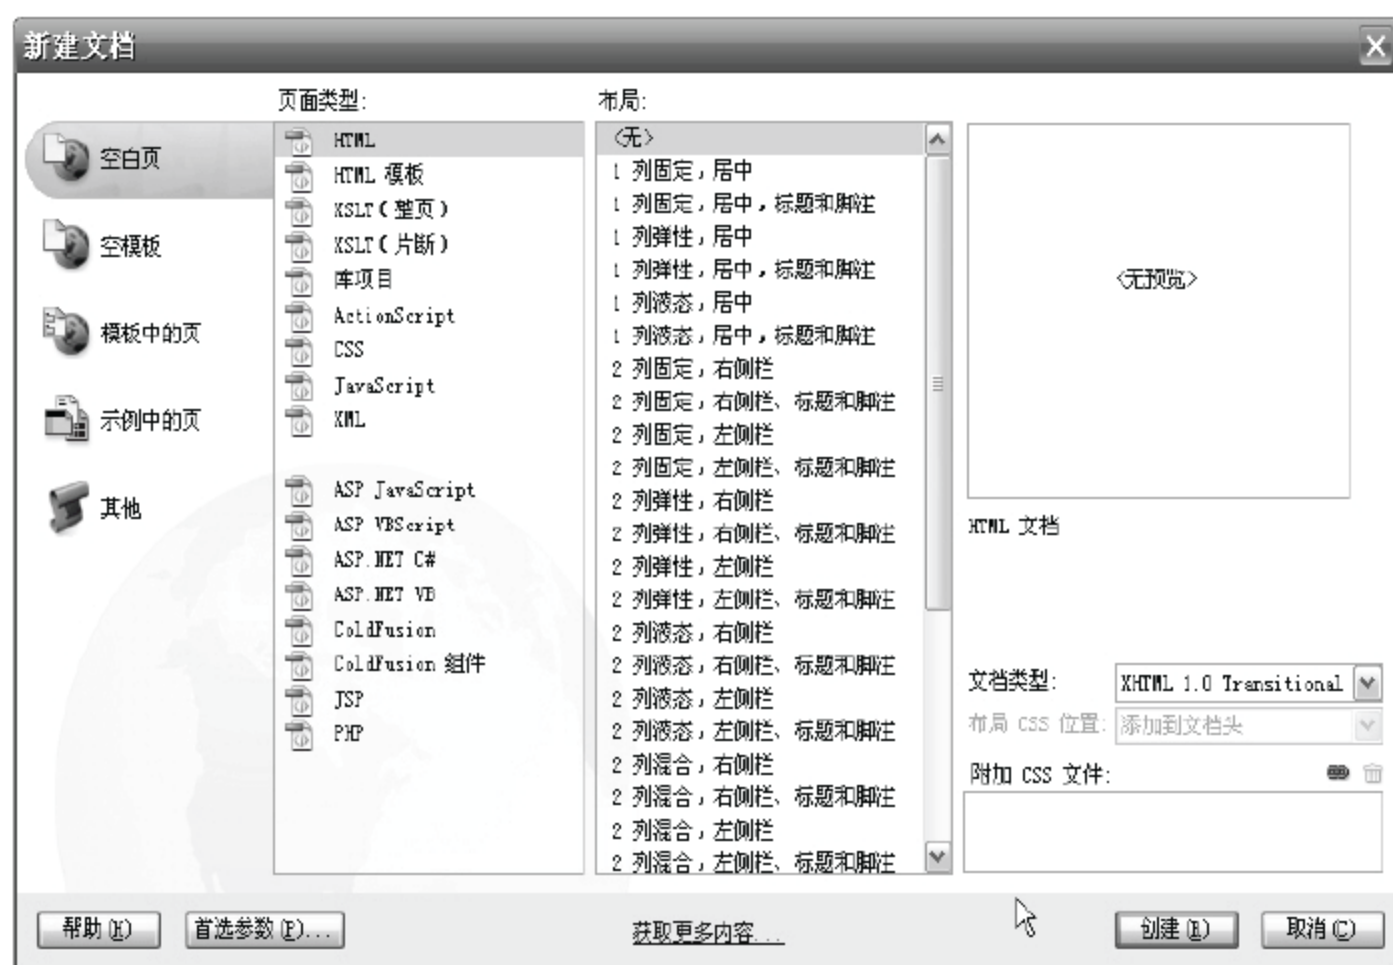 新建文档
空白页
空模板
模板中的页
示例中的页
其他
页面类型:
HTML
HTML 模板
XSLT(整页)
XSLT(片断)
库项目
ActionScript
CSS
JavaScript
XML
ASP JavaScript
ASP VBScript
ASP.NET C#
ASP.NET VB
ColdFusion
ColdFusion 组件
JSP
PHP
布局:
<无>
1 列固定,居中
1 列固定,居中,标题和脚注
1 列弹性,居中
1 列弹性,居中,标题和脚注
1 列液态,居中
1 列液态,居中,标题和脚注
2 列固定,右侧栏
2 列固定,右侧栏、标题和脚注
2 列固定,左侧栏
2 列固定,左侧栏、标题和脚注
2 列弹性,右侧栏
2 列弹性,右侧栏、标题和脚注
2 列弹性,左侧栏
2 列弹性,左侧栏、标题和脚注
2 列液态,右侧栏
2 列液态,右侧栏、标题和脚注
2 列液态,左侧栏
2 列液态,左侧栏、标题和脚注
2 列混合,右侧栏
2 列混合,右侧栏、标题和脚注
2 列混合,左侧栏
2 列混合,左侧栏、标题和脚注
<无预览>
HTML 文档
文档类型: XHTML 1.0 Transitional
布局 CSS 位置: 添加到文档头
附加 CSS 文件:
帮助(H) 首选参数(P)... 获取更多内容... 创建(R) 取消(C)